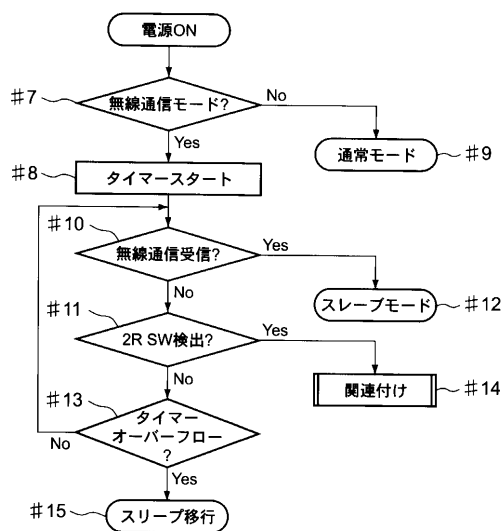 電源ON
#7
無線通信モード?
No
Yes
通常モード
#9
#8
タイマースタート
#10
無線通信受信?
Yes
No
スレーブモード
#12
#11
2R SW検出?
Yes
No
関連付け
#14
#13
タイマー
オーバーフロー
?
No
Yes
#15
スリープ移行